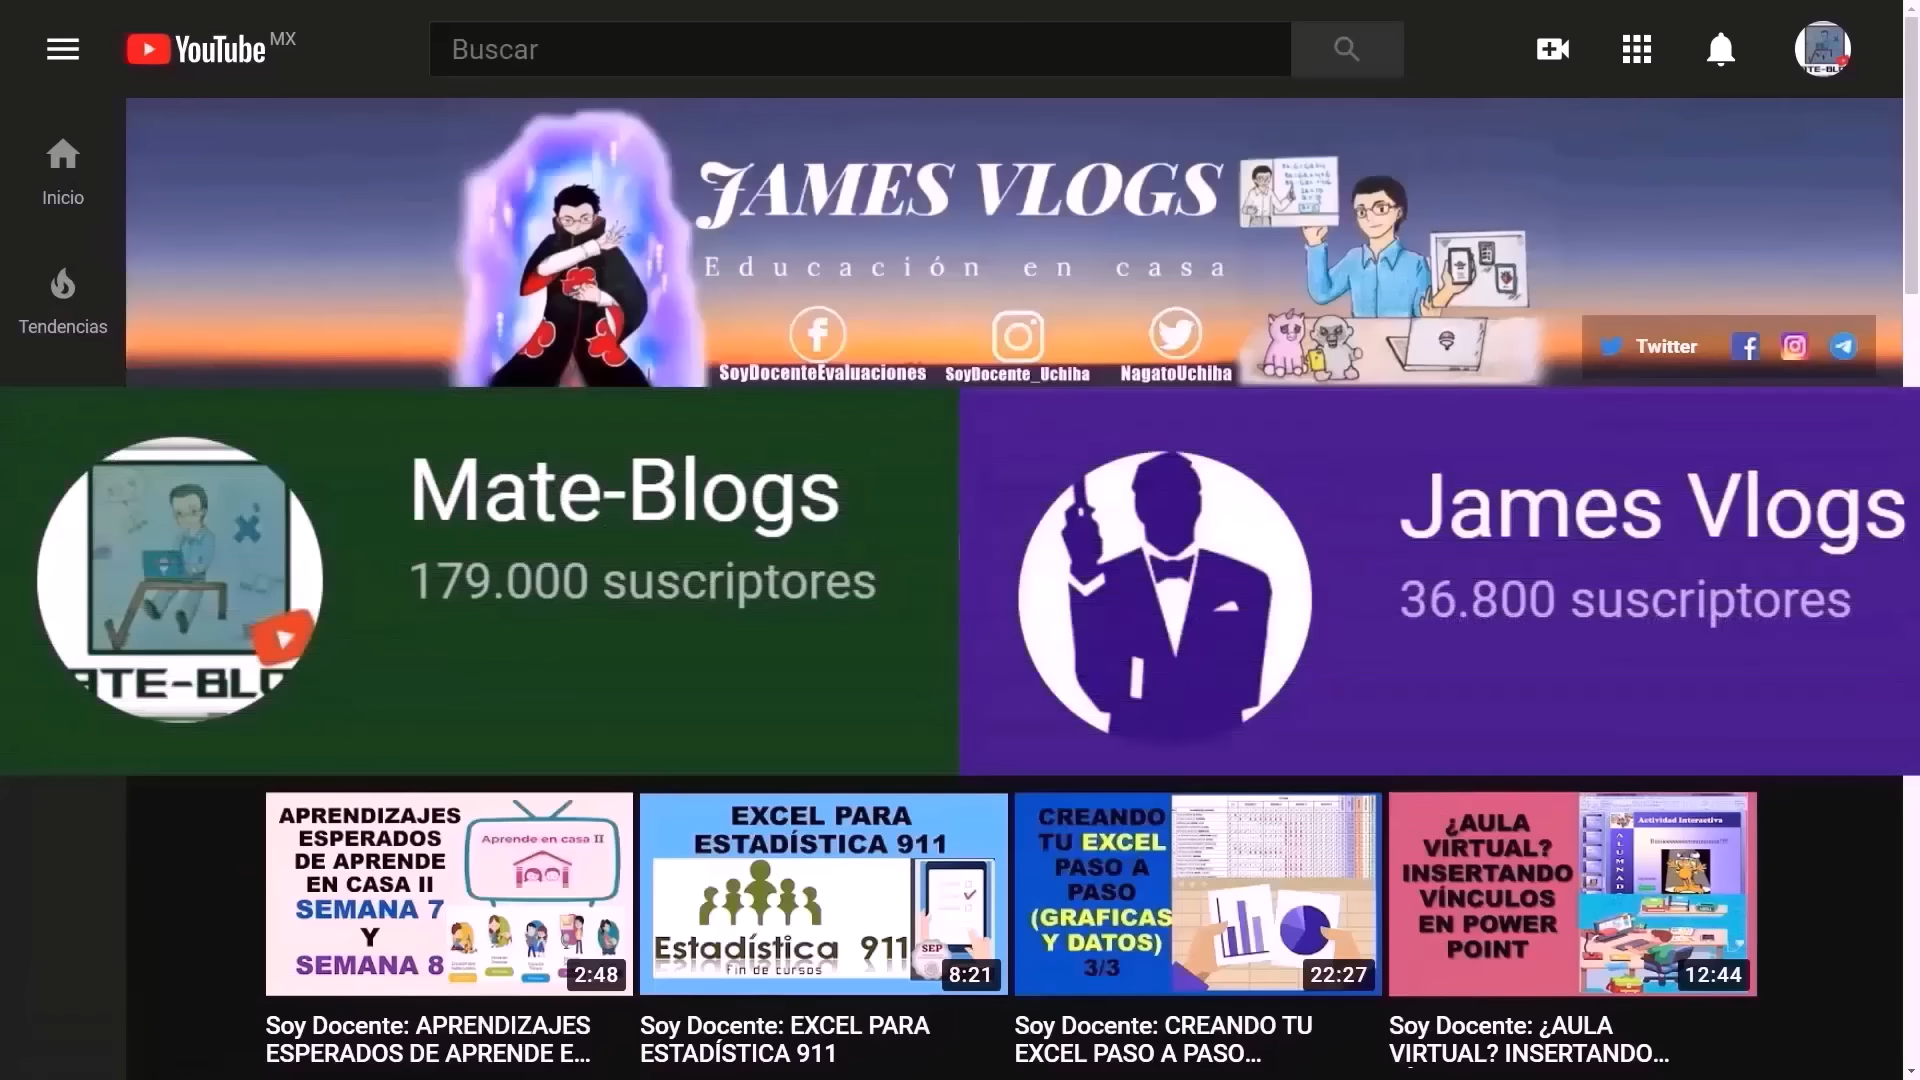 YouTube MX
Buscar
Inicio
Tendencias
JAMES VLOGS
Educación en casa
SoyDocenteEvaluaciones
SoyDocente_Uchiha
NagatoUchiha
Twitter
Mate-Blogs
179.000 suscriptores
ATE-BLO
James Vlogs
36.800 suscriptores
APRENDIZAJES
ESPERADOS
DE APRENDE
EN CASA II
SEMANA 7
Y
SEMANA 8
Aprende en casa II
2:48
EXCEL PARA
ESTADÍSTICA 911
Estadística 911
fin de cursos
SEP
8:21
CREANDO
TU EXCEL
PASO A
PASO
(GRAFICAS
Y DATOS)
3/3
22:27
¿AULA
VIRTUAL?
INSERTANDO
VÍNCULOS
EN POWER
POINT
Actividad Interactiva
ALUMNAD
12:44
Soy Docente: APRENDIZAJES
ESPERADOS DE APRENDE E...
Soy Docente: EXCEL PARA
ESTADÍSTICA 911
Soy Docente: CREANDO TU
EXCEL PASO A PASO...
Soy Docente: ¿AULA
VIRTUAL? INSERTANDO...